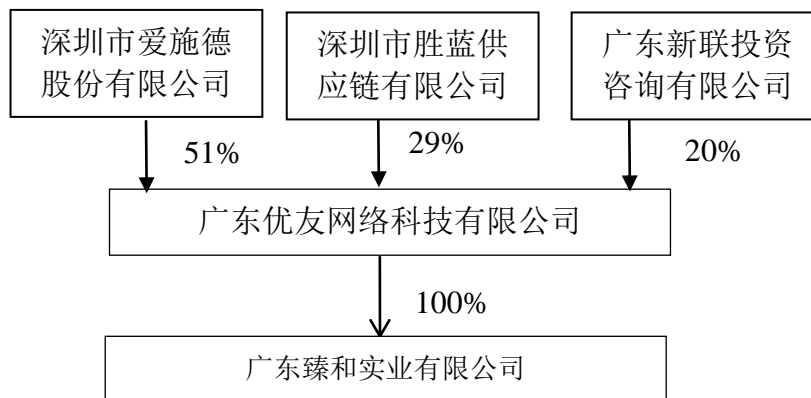 深圳市爱施德
股份有限公司
深圳市胜蓝供
应链有限公司
广东新联投资
咨询有限公司
51%
29%
20%
广东优友网络科技有限公司
100%
广东臻和实业有限公司